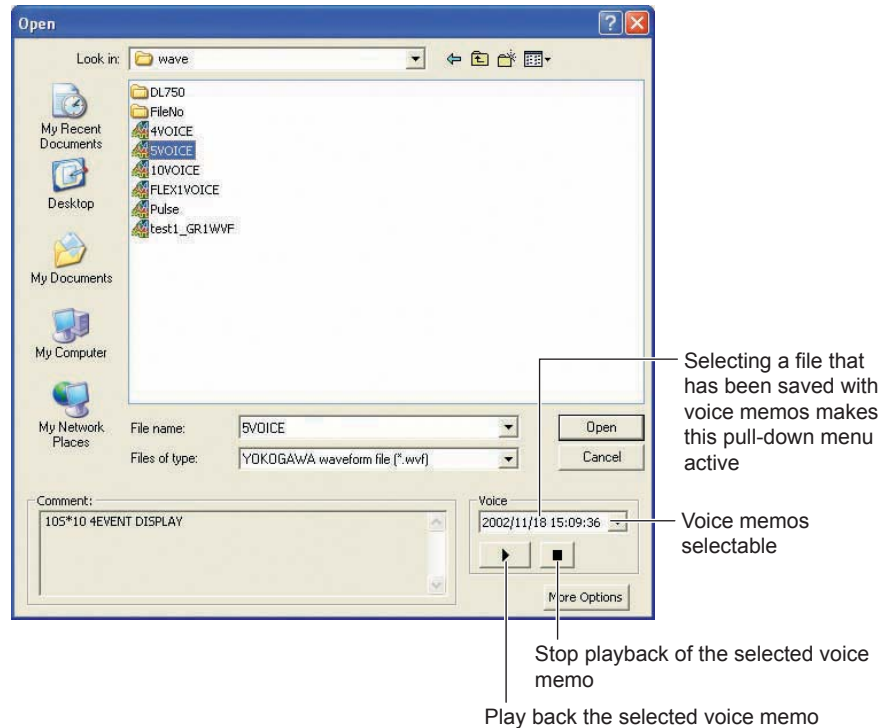 Open
Look in:
wave
DL750
FileNo
4VOICE
5VOICE
10VOICE
FLEX1VOICE
Pulse
test1_GR1WVF
My Recent
Documents
Desktop
My Documents
My Computer
My Network
Places
File name:
5VOICE
Open
Files of type:
YOKOGAWA waveform file (*.wvf)
Cancel
Comment:
10S*10 4EVENT DISPLAY
Voice
2002/11/18 15:09:36
More Options
Selecting a file that
has been saved with
voice memos makes
this pull-down menu
active
Voice memos
selectable
Stop playback of the selected voice
memo
Play back the selected voice memo